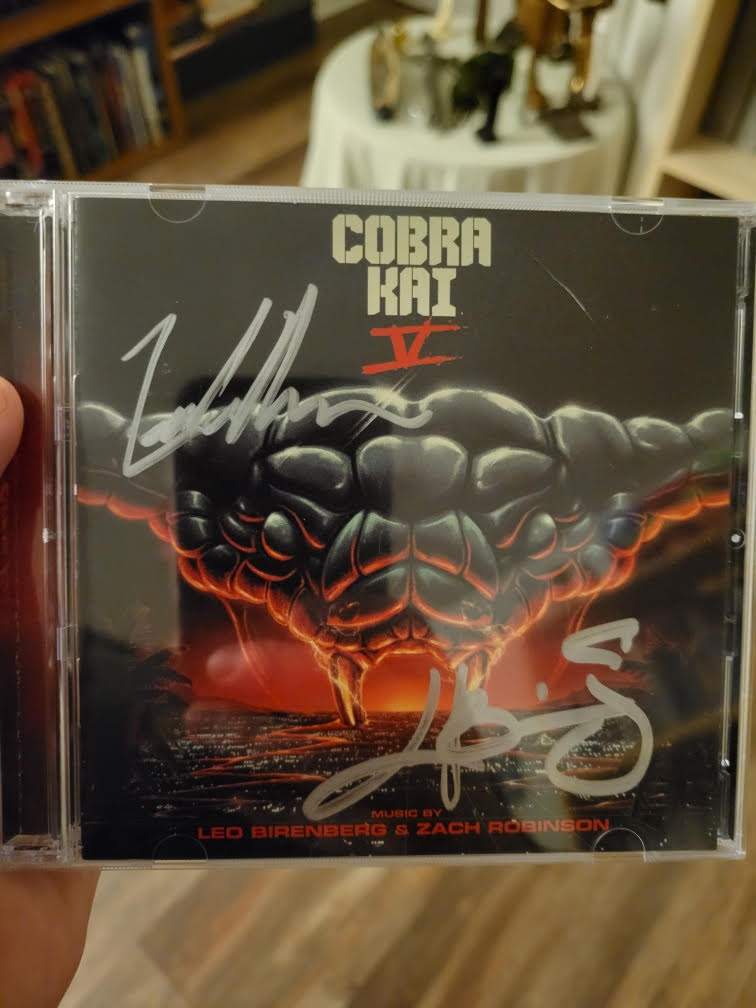 COBRA
KAI
V
MUSIC BY
LEO BIRENBERG & ZACH ROBINSON